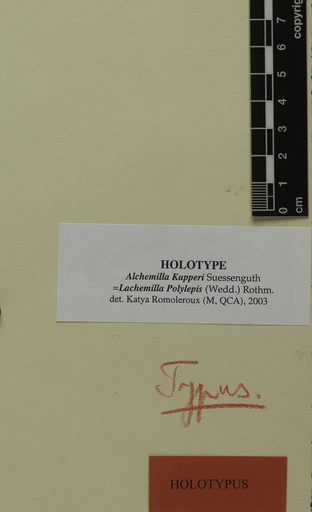 copyrig
7
6
5
4
3
2
1
0
cm
HOLOTYPE
Alchemilla Kupperi Suessenguth
=Lachemilla Polylepis (Wedd.) Rothm.
det. Katya Romoleroux (M, QCA), 2003
Typus.
HOLOTYPUS